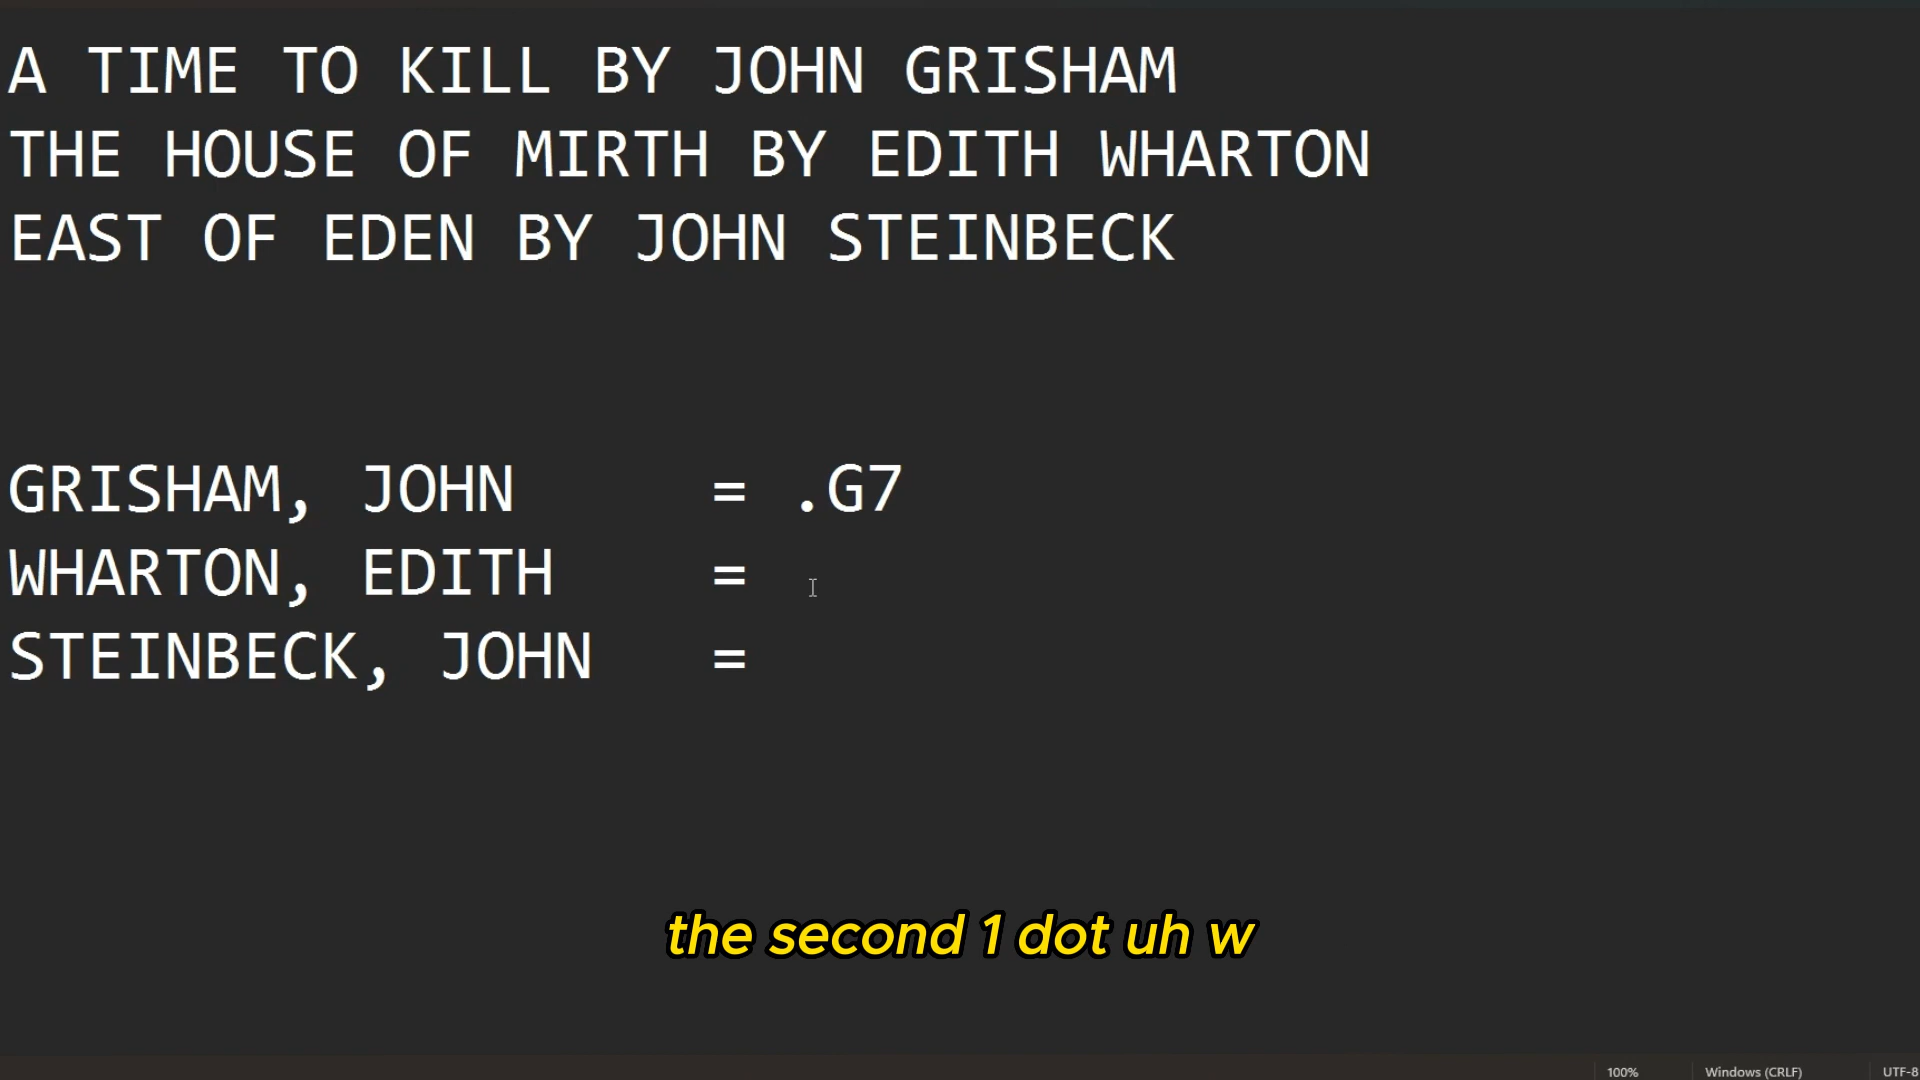 A TIME TO KILL BY JOHN GRISHAM
THE HOUSE OF MIRTH BY EDITH WHARTON
EAST OF EDEN BY JOHN STEINBECK
GRISHAM, JOHN = .G7
WHARTON, EDITH =
STEINBECK, JOHN =
the second 1 dot uh w
100% Windows (CRLF) UTF-8